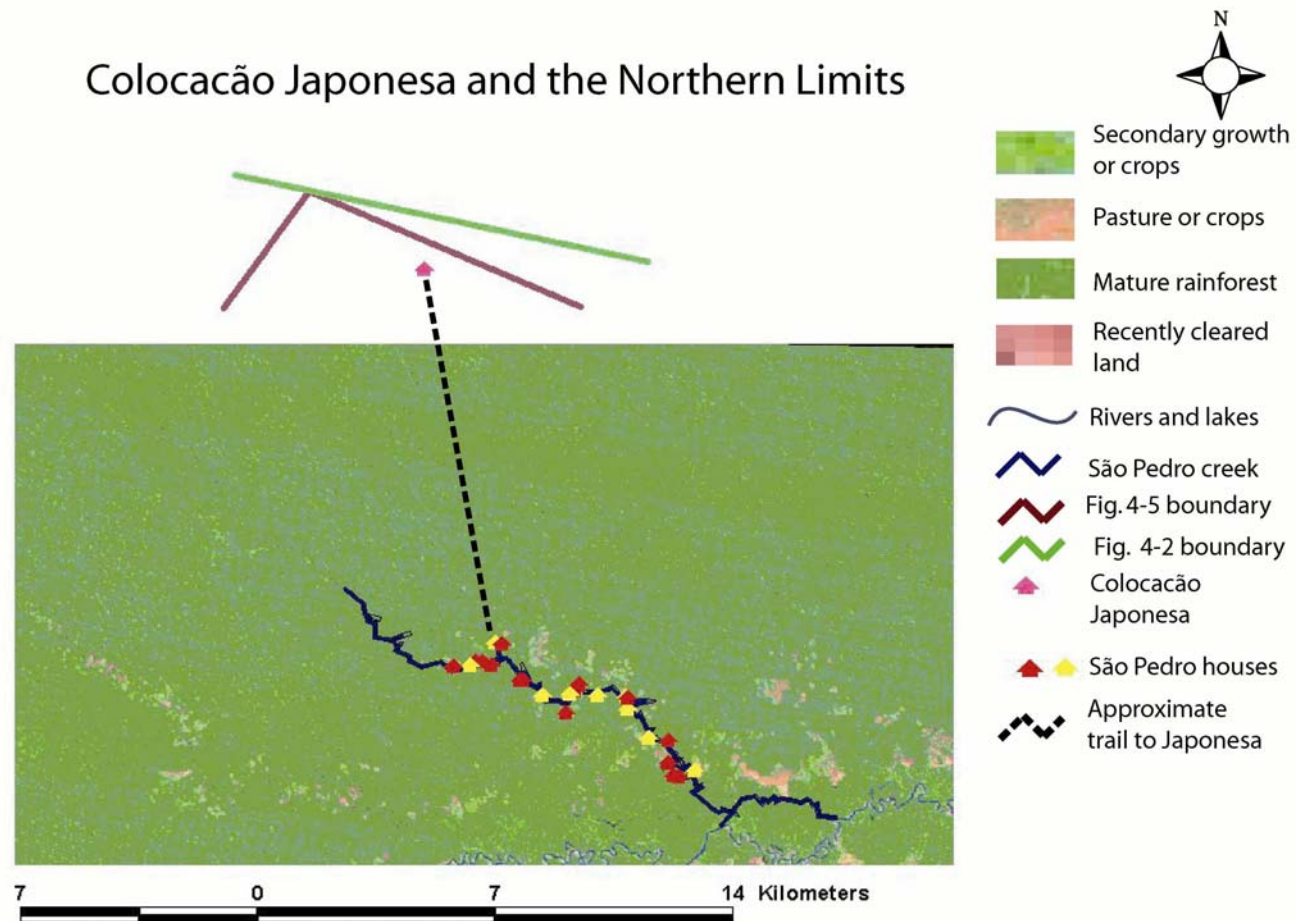 N
Colocacão Japonesa and the Northern Limits
Secondary growth
or crops
Pasture or crops
Mature rainforest
Recently cleared
land
Rivers and lakes
São Pedro creek
Fig. 4-5 boundary
Fig. 4-2 boundary
Colocacão
Japonesa
São Pedro houses
Approximate
trail to Japonesa
7 0 7 14 Kilometers